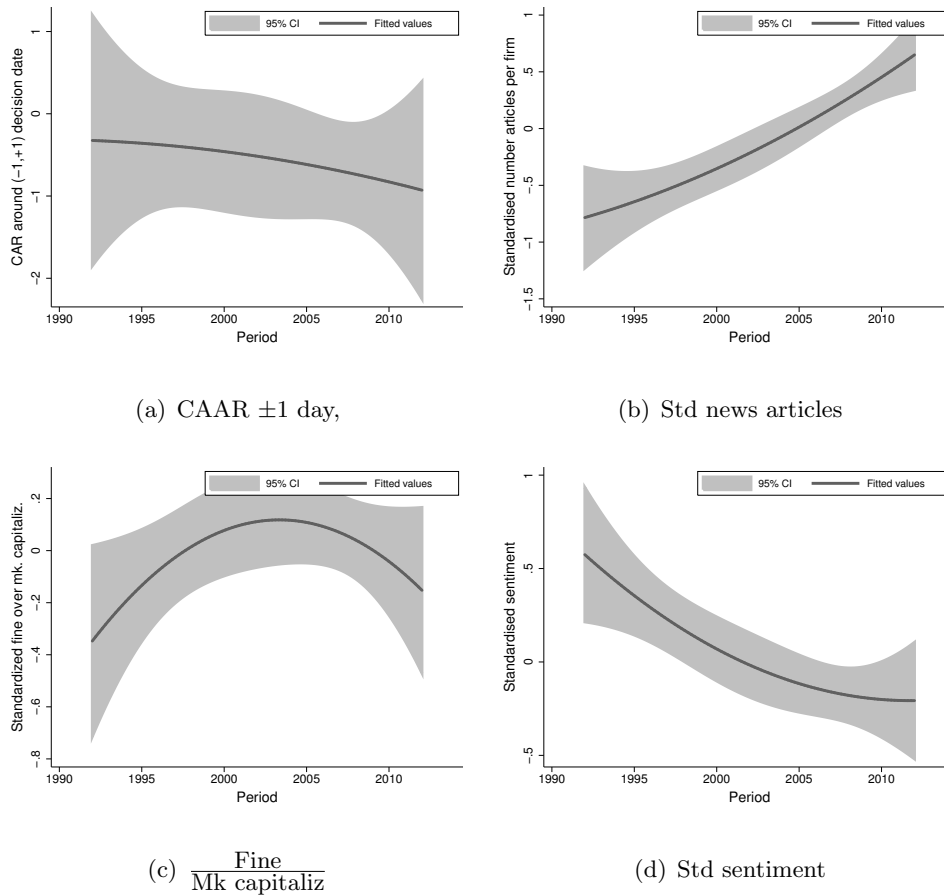 95% CI Fitted values
CAR around (−1,+1) decision date
1
0
−1
−2
1990 1995 2000 2005 2010
Period
(a) CAAR ±1 day,
95% CI Fitted values
Standardised number articles per firm
.5
0
−.5
−1
−1.5
1990 1995 2000 2005 2010
Period
(b) Std news articles
95% CI Fitted values
Standardized fine over mk. capitaliz.
.2
0
−.2
−.4
−.6
−.8
1990 1995 2000 2005 2010
Period
(c) Fine
Mk capitaliz
95% CI Fitted values
Standardised sentiment
1
.5
0
−.5
1990 1995 2000 2005 2010
Period
(d) Std sentiment